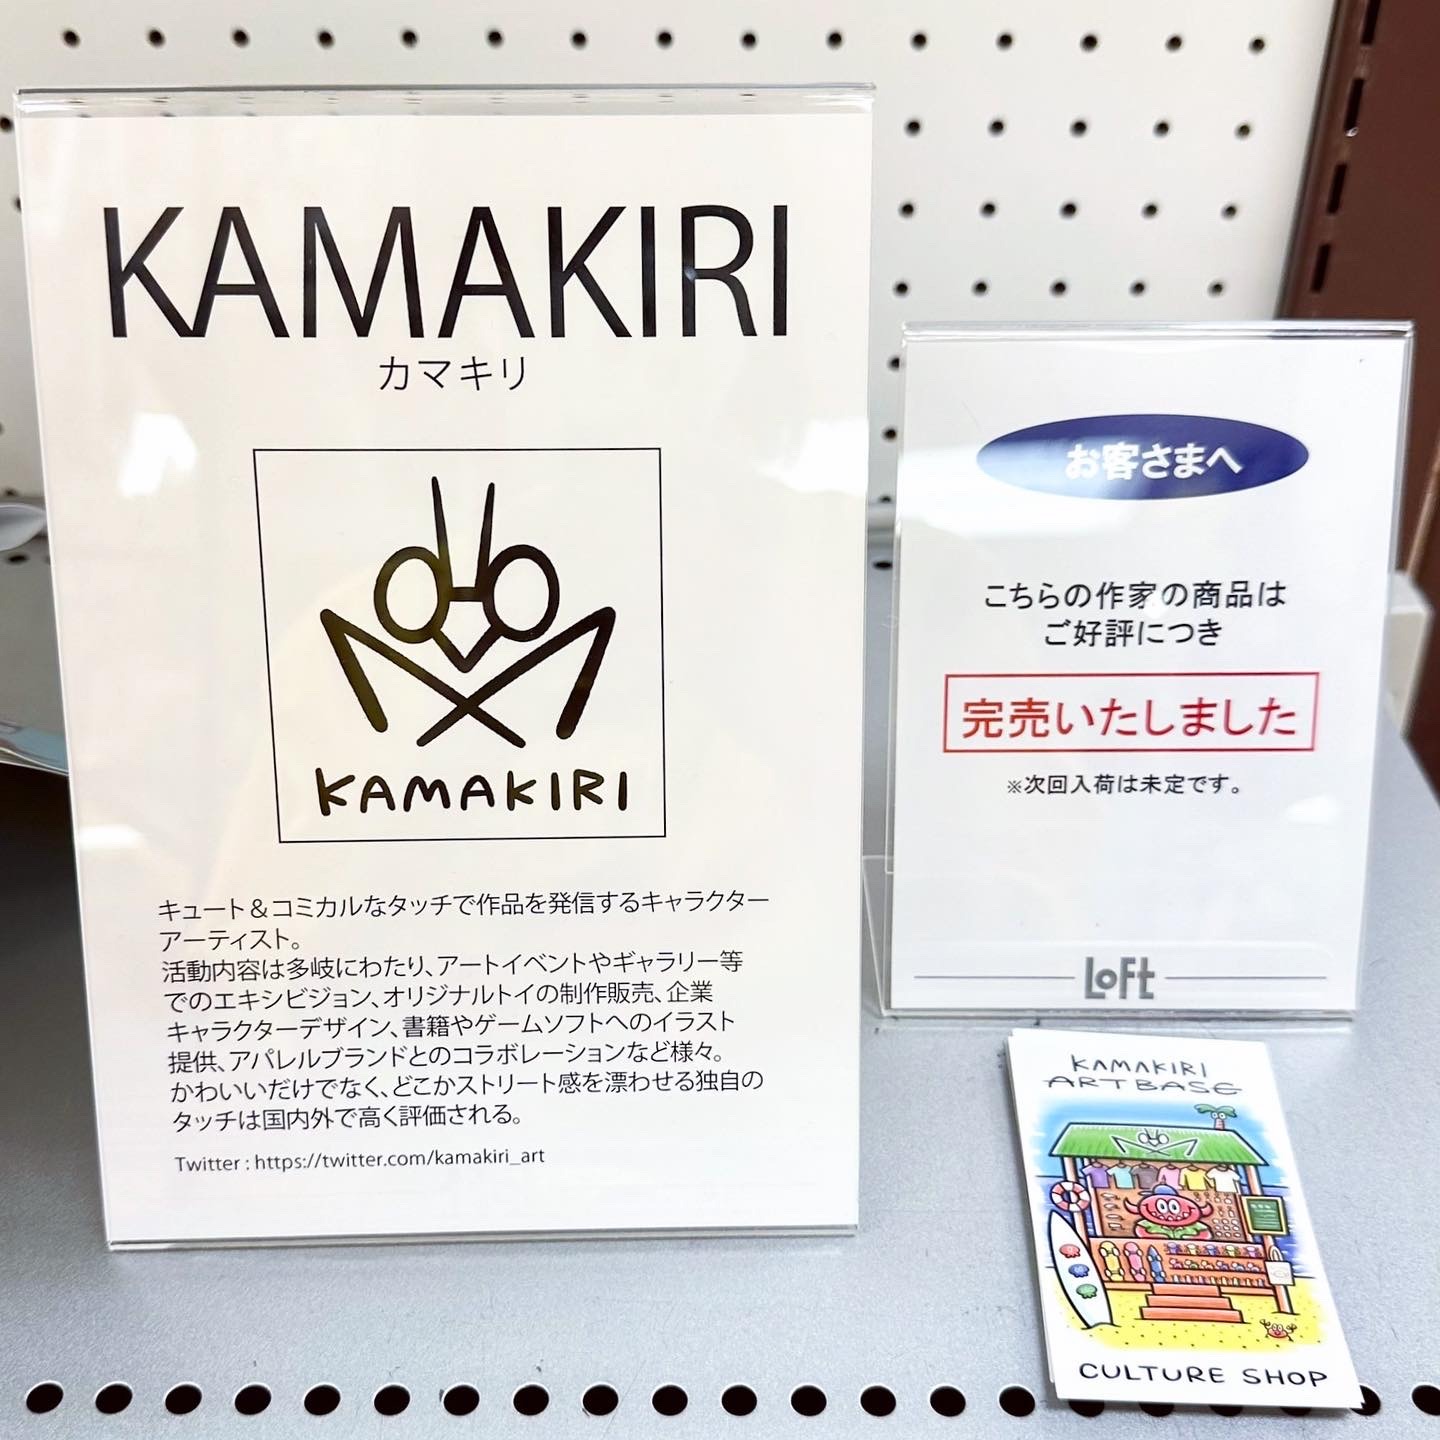 KAMAKIRI
カマキリ
KAMAKIRI
キュート＆コミカルなタッチで作品を発信するキャラクター
アーティスト。
活動内容は多岐にわたり、アートイベントやギャラリー等
でのエキシビジョン、オリジナルトイの制作販売、企業
キャラクターデザイン、書籍やゲームソフトへのイラスト
提供、アパレルブランドとのコラボレーションなど様々。
かわいいだけでなく、どこかストリート感を漂わせる独自の
タッチは国内外で高く評価される。
Twitter : https://twitter.com/kamakiri_art
お客さまへ
こちらの作家の商品は
ご好評につき
完売いたしました
※次回入荷は未定です。
LoFt
KAMAKIRI
ARTBASE
CULTURE SHOP